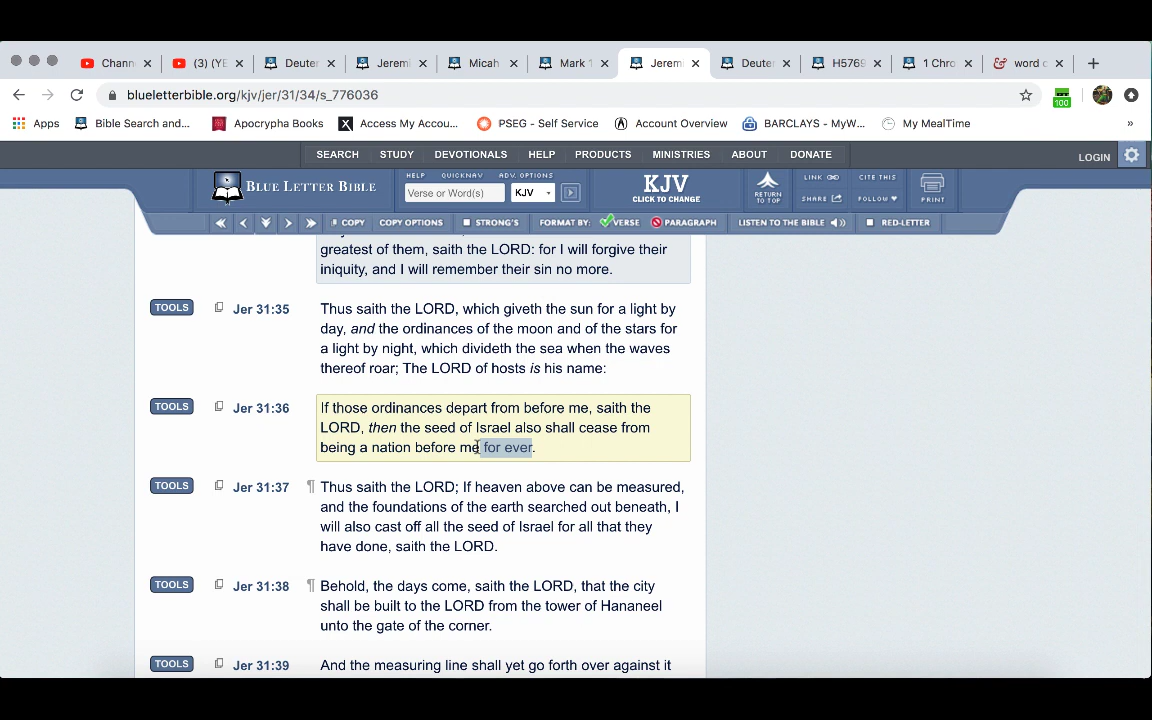 Chann
(3) (YE
Deuter
Jeremi
Micah
Mark 1
Jeremi
Deuter
H5769
1 Chro
word c
blueletterbible.org/kjv/jer/31/34/s_776036
100
Apps
Bible Search and...
Apocrypha Books
Access My Accou...
PSEG - Self Service
Account Overview
BARCLAYS - MyW...
My MealTime
»
SEARCH STUDY DEVOTIONALS HELP PRODUCTS MINISTRIES ABOUT DONATE
LOGIN
BLUE LETTER BIBLE
HELP QUICKNAV ADV. OPTIONS
Verse or Word(s) KJV
KJV
CLICK TO CHANGE
RETURN
TO TOP
LINK CITE THIS
SHARE FOLLOW
PRINT
COPY COPY OPTIONS STRONG'S FORMAT BY: VERSE PARAGRAPH LISTEN TO THE BIBLE RED-LETTER
greatest of them, saith the LORD: for I will forgive their
iniquity, and I will remember their sin no more.
TOOLS Jer 31:35 Thus saith the LORD, which giveth the sun for a light by
day, and the ordinances of the moon and of the stars for
a light by night, which divideth the sea when the waves
thereof roar; The LORD of hosts is his name:
TOOLS Jer 31:36 If those ordinances depart from before me, saith the
LORD, then the seed of Israel also shall cease from
being a nation before me for ever.
TOOLS Jer 31:37 ¶ Thus saith the LORD; If heaven above can be measured,
and the foundations of the earth searched out beneath, I
will also cast off all the seed of Israel for all that they
have done, saith the LORD.
TOOLS Jer 31:38 ¶ Behold, the days come, saith the LORD, that the city
shall be built to the LORD from the tower of Hananeel
unto the gate of the corner.
TOOLS Jer 31:39 And the measuring line shall yet go forth over against it